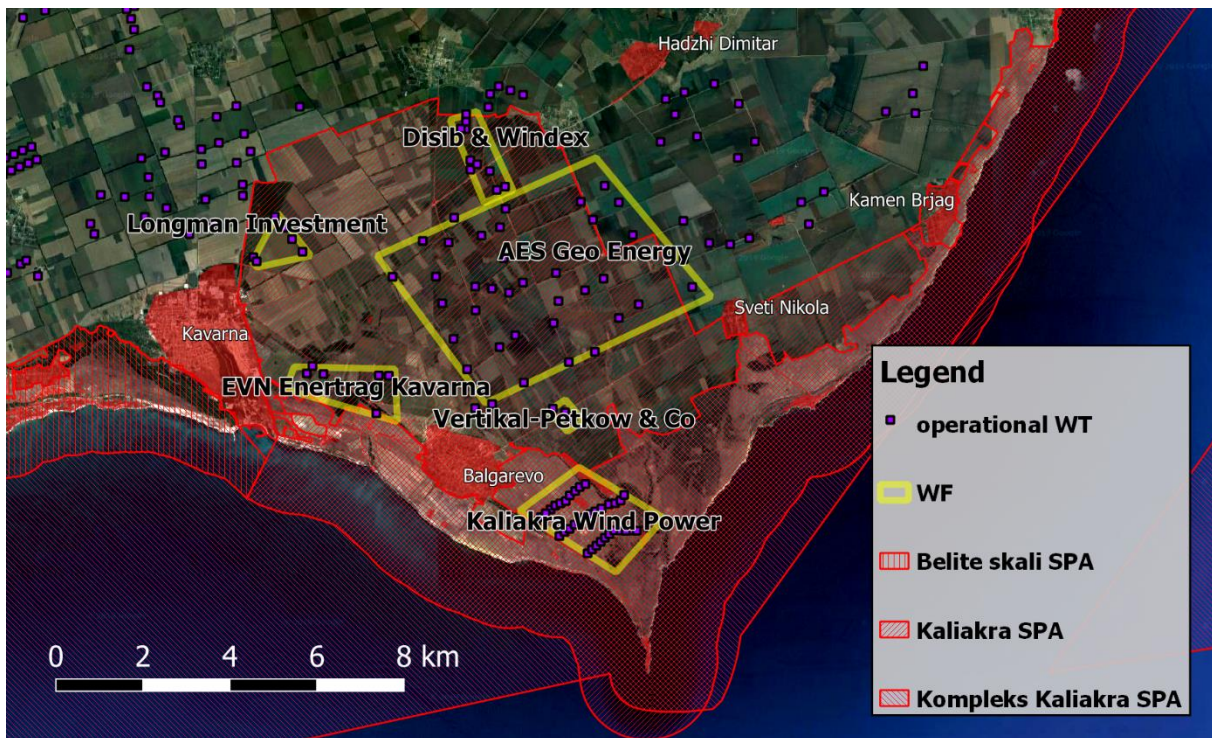 Hadzhi Dimitar
Disib & Windex
Kamen Brjag
Longman Investment
AES Geo Energy
Sveti Nikola
Kavarna
EVN Enertrag Kavarna
Vertikal-Petkow & Co
Balgarevo
Kaliakra Wind Power
Legend
operational WT
WF
Belite skali SPA
Kaliakra SPA
Kompleks Kaliakra SPA
0 2 4 6 8 km